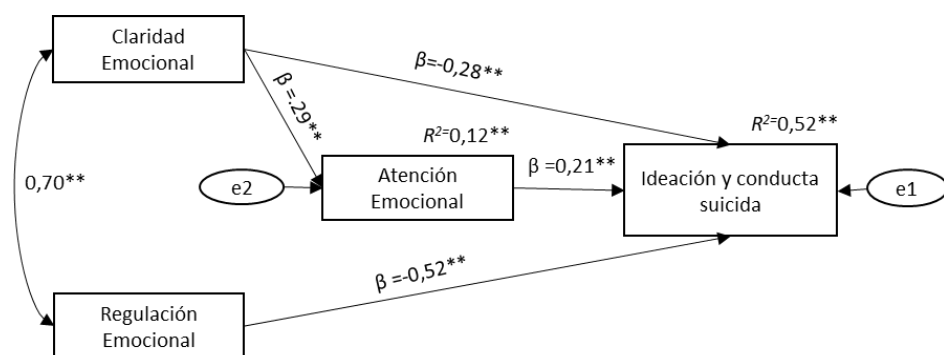 Claridad
Emocional
β=-0,28**
β =.29**
R²=0,12**
R²=0,52**
0,70**
e2
Atención
Emocional
β =0,21**
Ideación y conducta
suicida
e1
β=-0,52**
Regulación
Emocional